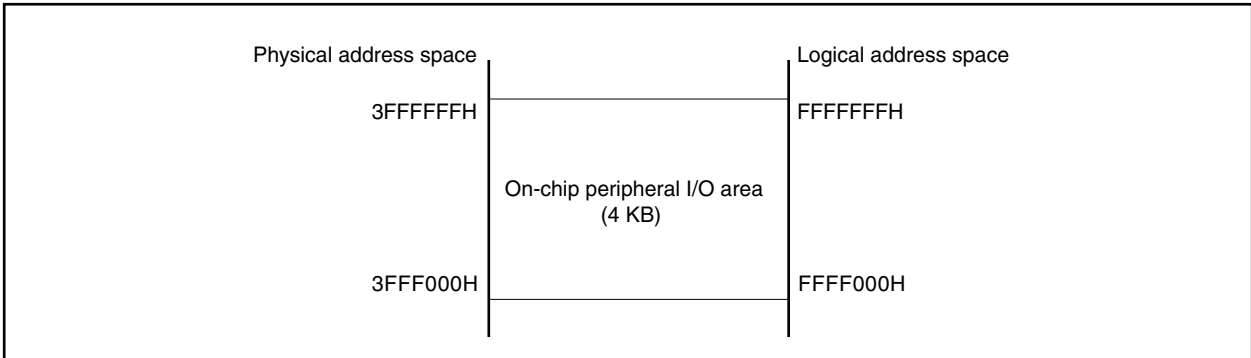 Physical address space
Logical address space
3FFFFFFH
FFFFFFFH
On-chip peripheral I/O area
(4 KB)
3FFF000H
FFFF000H